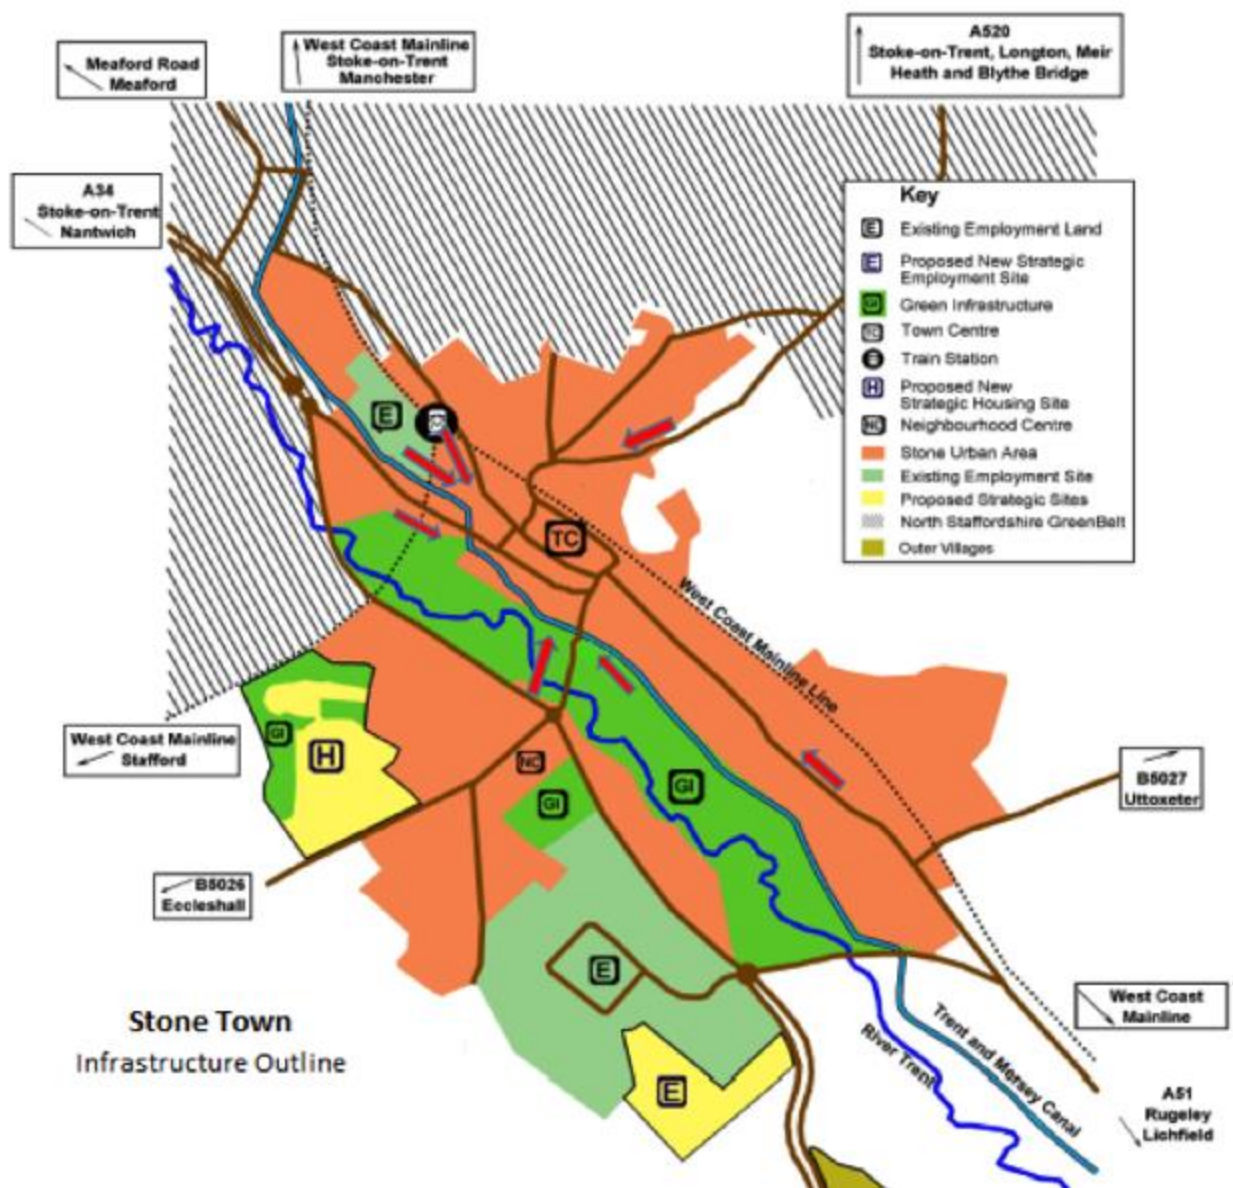 Meaford Road
Meaford
West Coast Mainline
Stoke-on-Trent
Manchester
A520
Stoke-on-Trent, Longton, Meir
Heath and Blythe Bridge
A34
Stoke-on-Trent
Nantwich
Key
E Existing Employment Land
E Proposed New Strategic
Employment Site
GI Green Infrastructure
TC Town Centre
Train Station
H Proposed New
Strategic Housing Site
NC Neighbourhood Centre
Stone Urban Area
Existing Employment Site
Proposed Strategic Sites
North Staffordshire GreenBelt
Outer Villages
E
TC
West Coast Mainline Line
West Coast Mainline
Stafford
GI
H
NC
GI
GI
B5027
Uttoxeter
B5026
Eccleshall
E
E
West Coast
Mainline
Stone Town
Infrastructure Outline
Trent and Mersey Canal
River Trent
A51
Rugeley
Lichfield